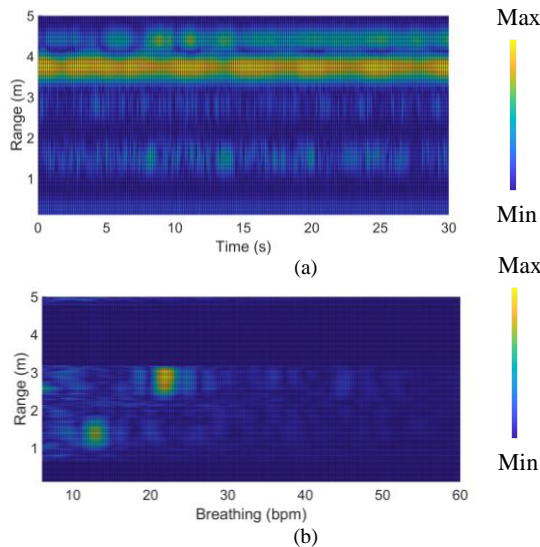 Max
5
4
3
2
1
Range (m)
0 5 10 15 20 25 30
Time (s)
Min
(a)
Max
5
4
3
2
1
Range (m)
10 20 30 40 50 60
Breathing (bpm)
Min
(b)